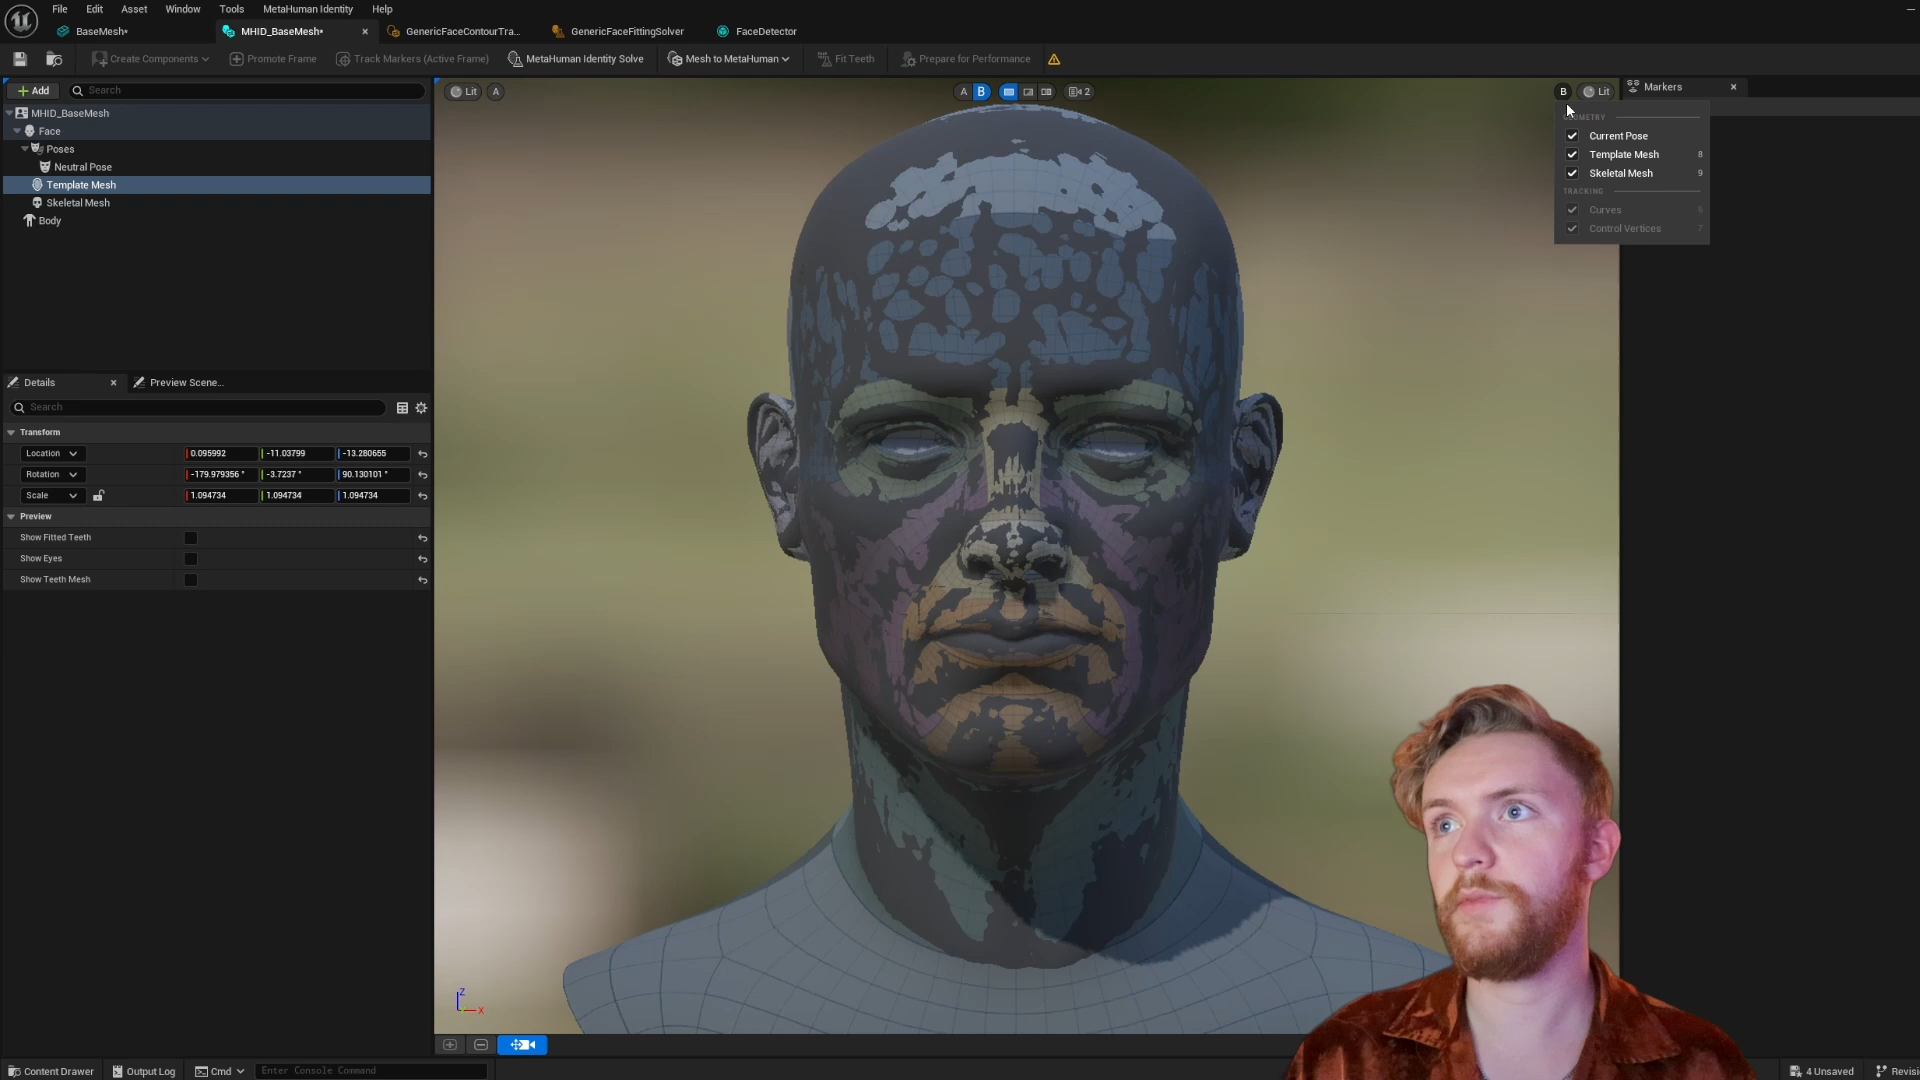 File Edit Asset Window Tools MetaHuman Identity Help
BaseMesh* MHID_BaseMesh* GenericFaceContourTra... GenericFaceFittingSolver FaceDetector
Create Components Promote Frame Track Markers (Active Frame) MetaHuman Identity Solve Mesh to MetaHuman Fit Teeth Prepare for Performance
Add Search
Lit A A B 2 B Lit
Markers
MHID_BaseMesh
Face
Poses
Neutral Pose
Template Mesh
Skeletal Mesh
Body
Current Pose
Template Mesh 8
Skeletal Mesh 9
TRACKING
Curves 6
Control Vertices 7
Details Preview Scene...
Search
Transform
Location 0.095992 -11.03799 -13.280655
Rotation -179.979356 ° -3.7237 ° 90.130101 °
Scale 1.094734 1.094734 1.094734
Preview
Show Fitted Teeth
Show Eyes
Show Teeth Mesh
Z
X
Content Drawer Output Log Cmd Enter Console Command 4 Unsaved Revisi